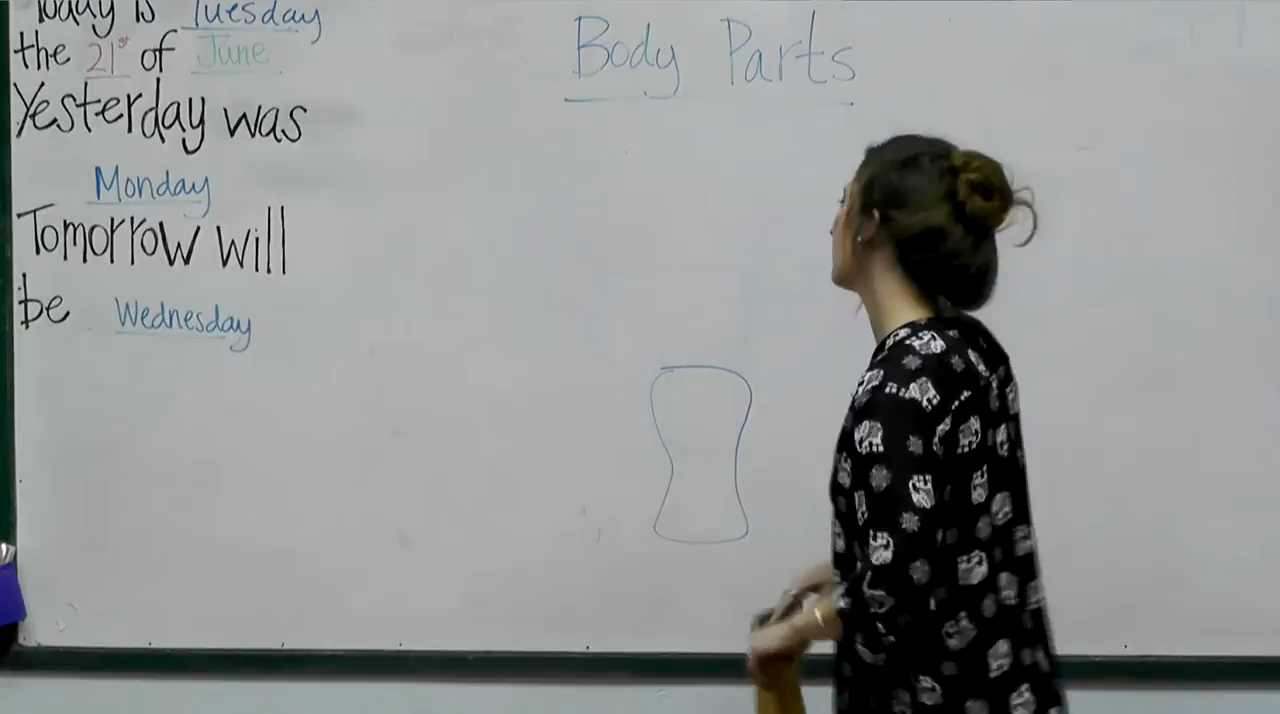 Today is Tuesday
the 21st of June
Yesterday was
Monday
Tomorrow will
be Wednesday
Body Parts